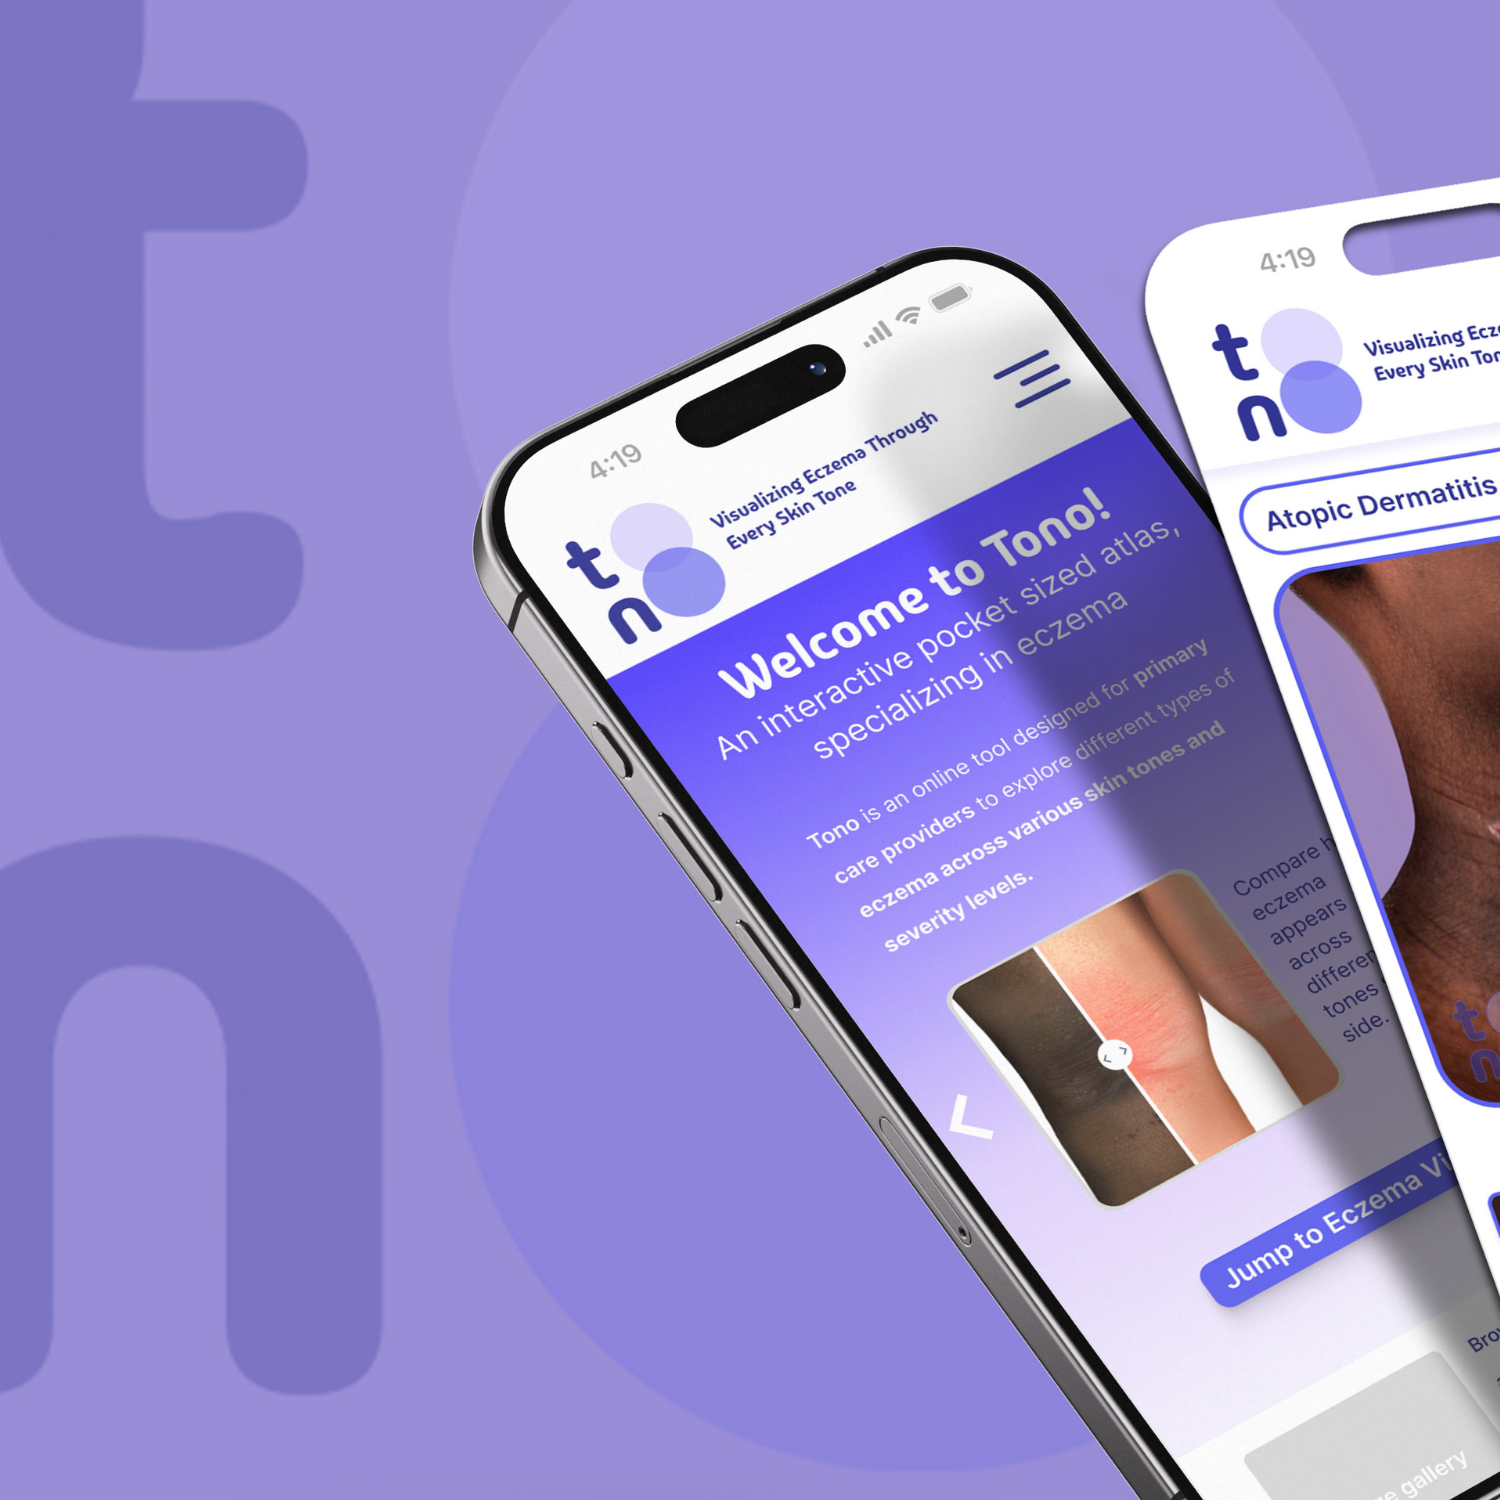 t
n
4:19
t
n
Visualizing Eczema Through
Every Skin Tone
Welcome to Tono!
An interactive pocket sized atlas,
specializing in eczema
Tono is an online tool designed for primary
care providers to explore different types of
eczema across various skin tones and
severity levels.
Compare
eczema
appears
across
tones
side.
Jump to Eczema
gallery
4:19
t
n
Visualizing
Every Skin
Atopic Dermatitis
t
n